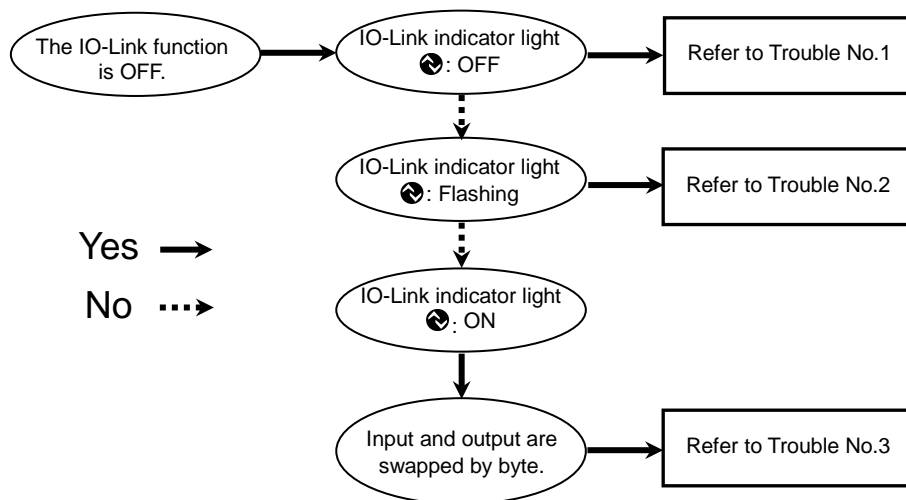 The IO-Link function
is OFF.
IO-Link indicator light
: OFF
Refer to Trouble No.1
IO-Link indicator light
: Flashing
Refer to Trouble No.2
Yes
No
IO-Link indicator light
: ON
Input and output are
swapped by byte.
Refer to Trouble No.3